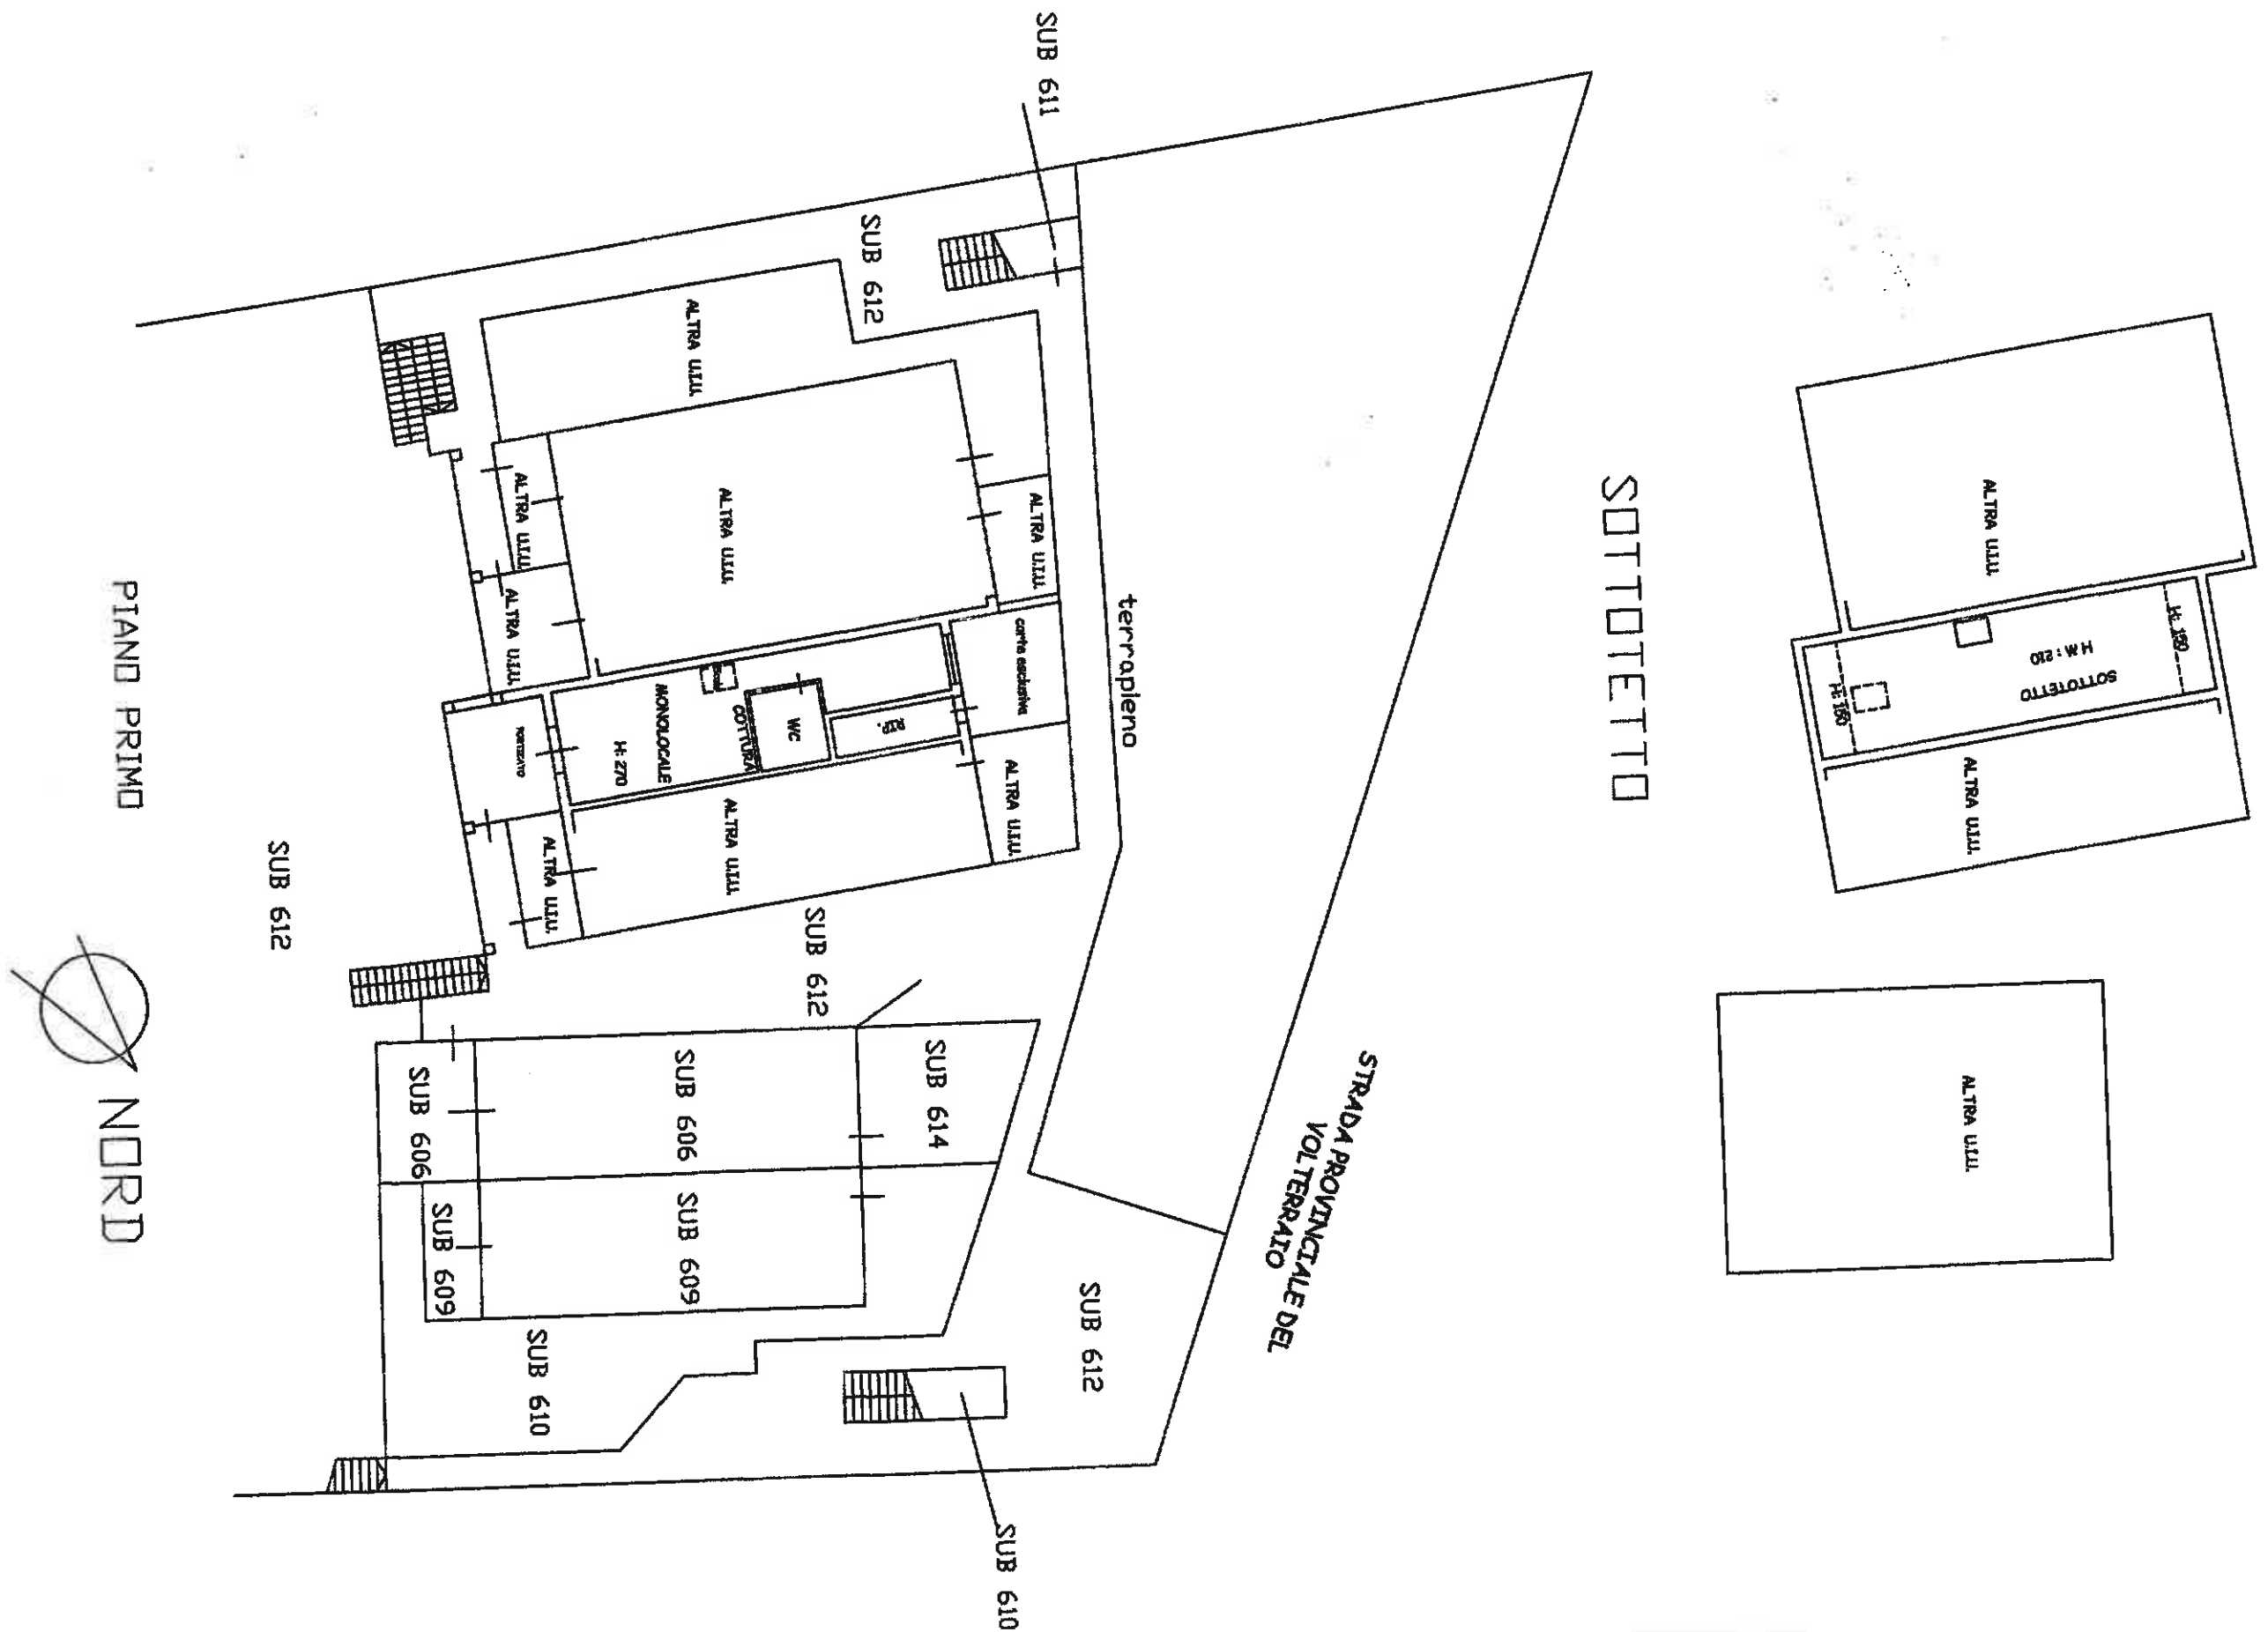 SUB 611
SUB 612
ALTRA U.I.U.
ALTRA U.I.U.
ALTRA U.I.U.
ALTRA U.I.U.
ALTRA U.I.U.
corte esclusiva
terrapieno
MONOLOCALE
H: 270
COTTURA
WC
RIP.
PORTICATO
ALTRA U.I.U.
ALTRA U.I.U.
ALTRA U.I.U.
PIANO PRIMO
SUB 612
SUB 612
NORD
SUB 606
SUB 606
SUB 614
SUB 609
SUB 609
SUB 610
SUB 612
SUB 610
STRADA PROVINCIALE DEL
VOLTERRAIO
SOTTOTETTO
ALTRA U.I.U.
H: 150
H.M: 210
SOTTOTETTO
H: 150
ALTRA U.I.U.
ALTRA U.I.U.